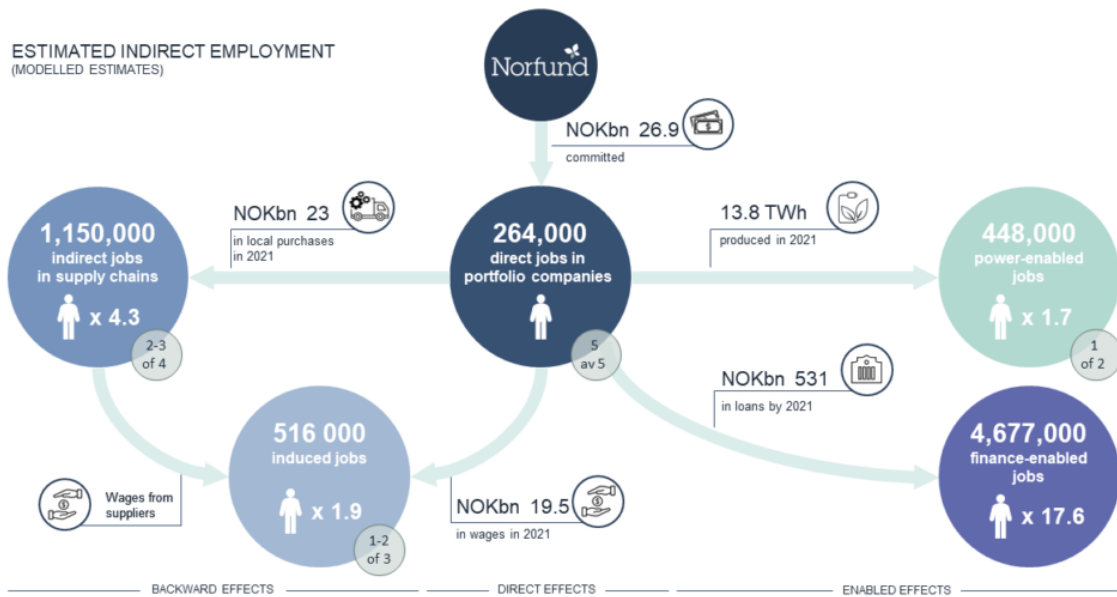 ESTIMATED INDIRECT EMPLOYMENT
(MODELLED ESTIMATES)
Norfund
NOKbn 26.9
committed
NOKbn 23
in local purchases
in 2021
13.8 TWh
produced in 2021
1,150,000
indirect jobs
in supply chains
x 4.3
2-3
of 4
264,000
direct jobs in
portfolio companies
5
av 5
448,000
power-enabled
jobs
x 1.7
1
of 2
NOKbn 531
in loans by 2021
516 000
induced jobs
x 1.9
1-2
of 3
Wages from
suppliers
NOKbn 19.5
in wages in 2021
4,677,000
finance-enabled
jobs
x 17.6
BACKWARD EFFECTS
DIRECT EFFECTS
ENABLED EFFECTS